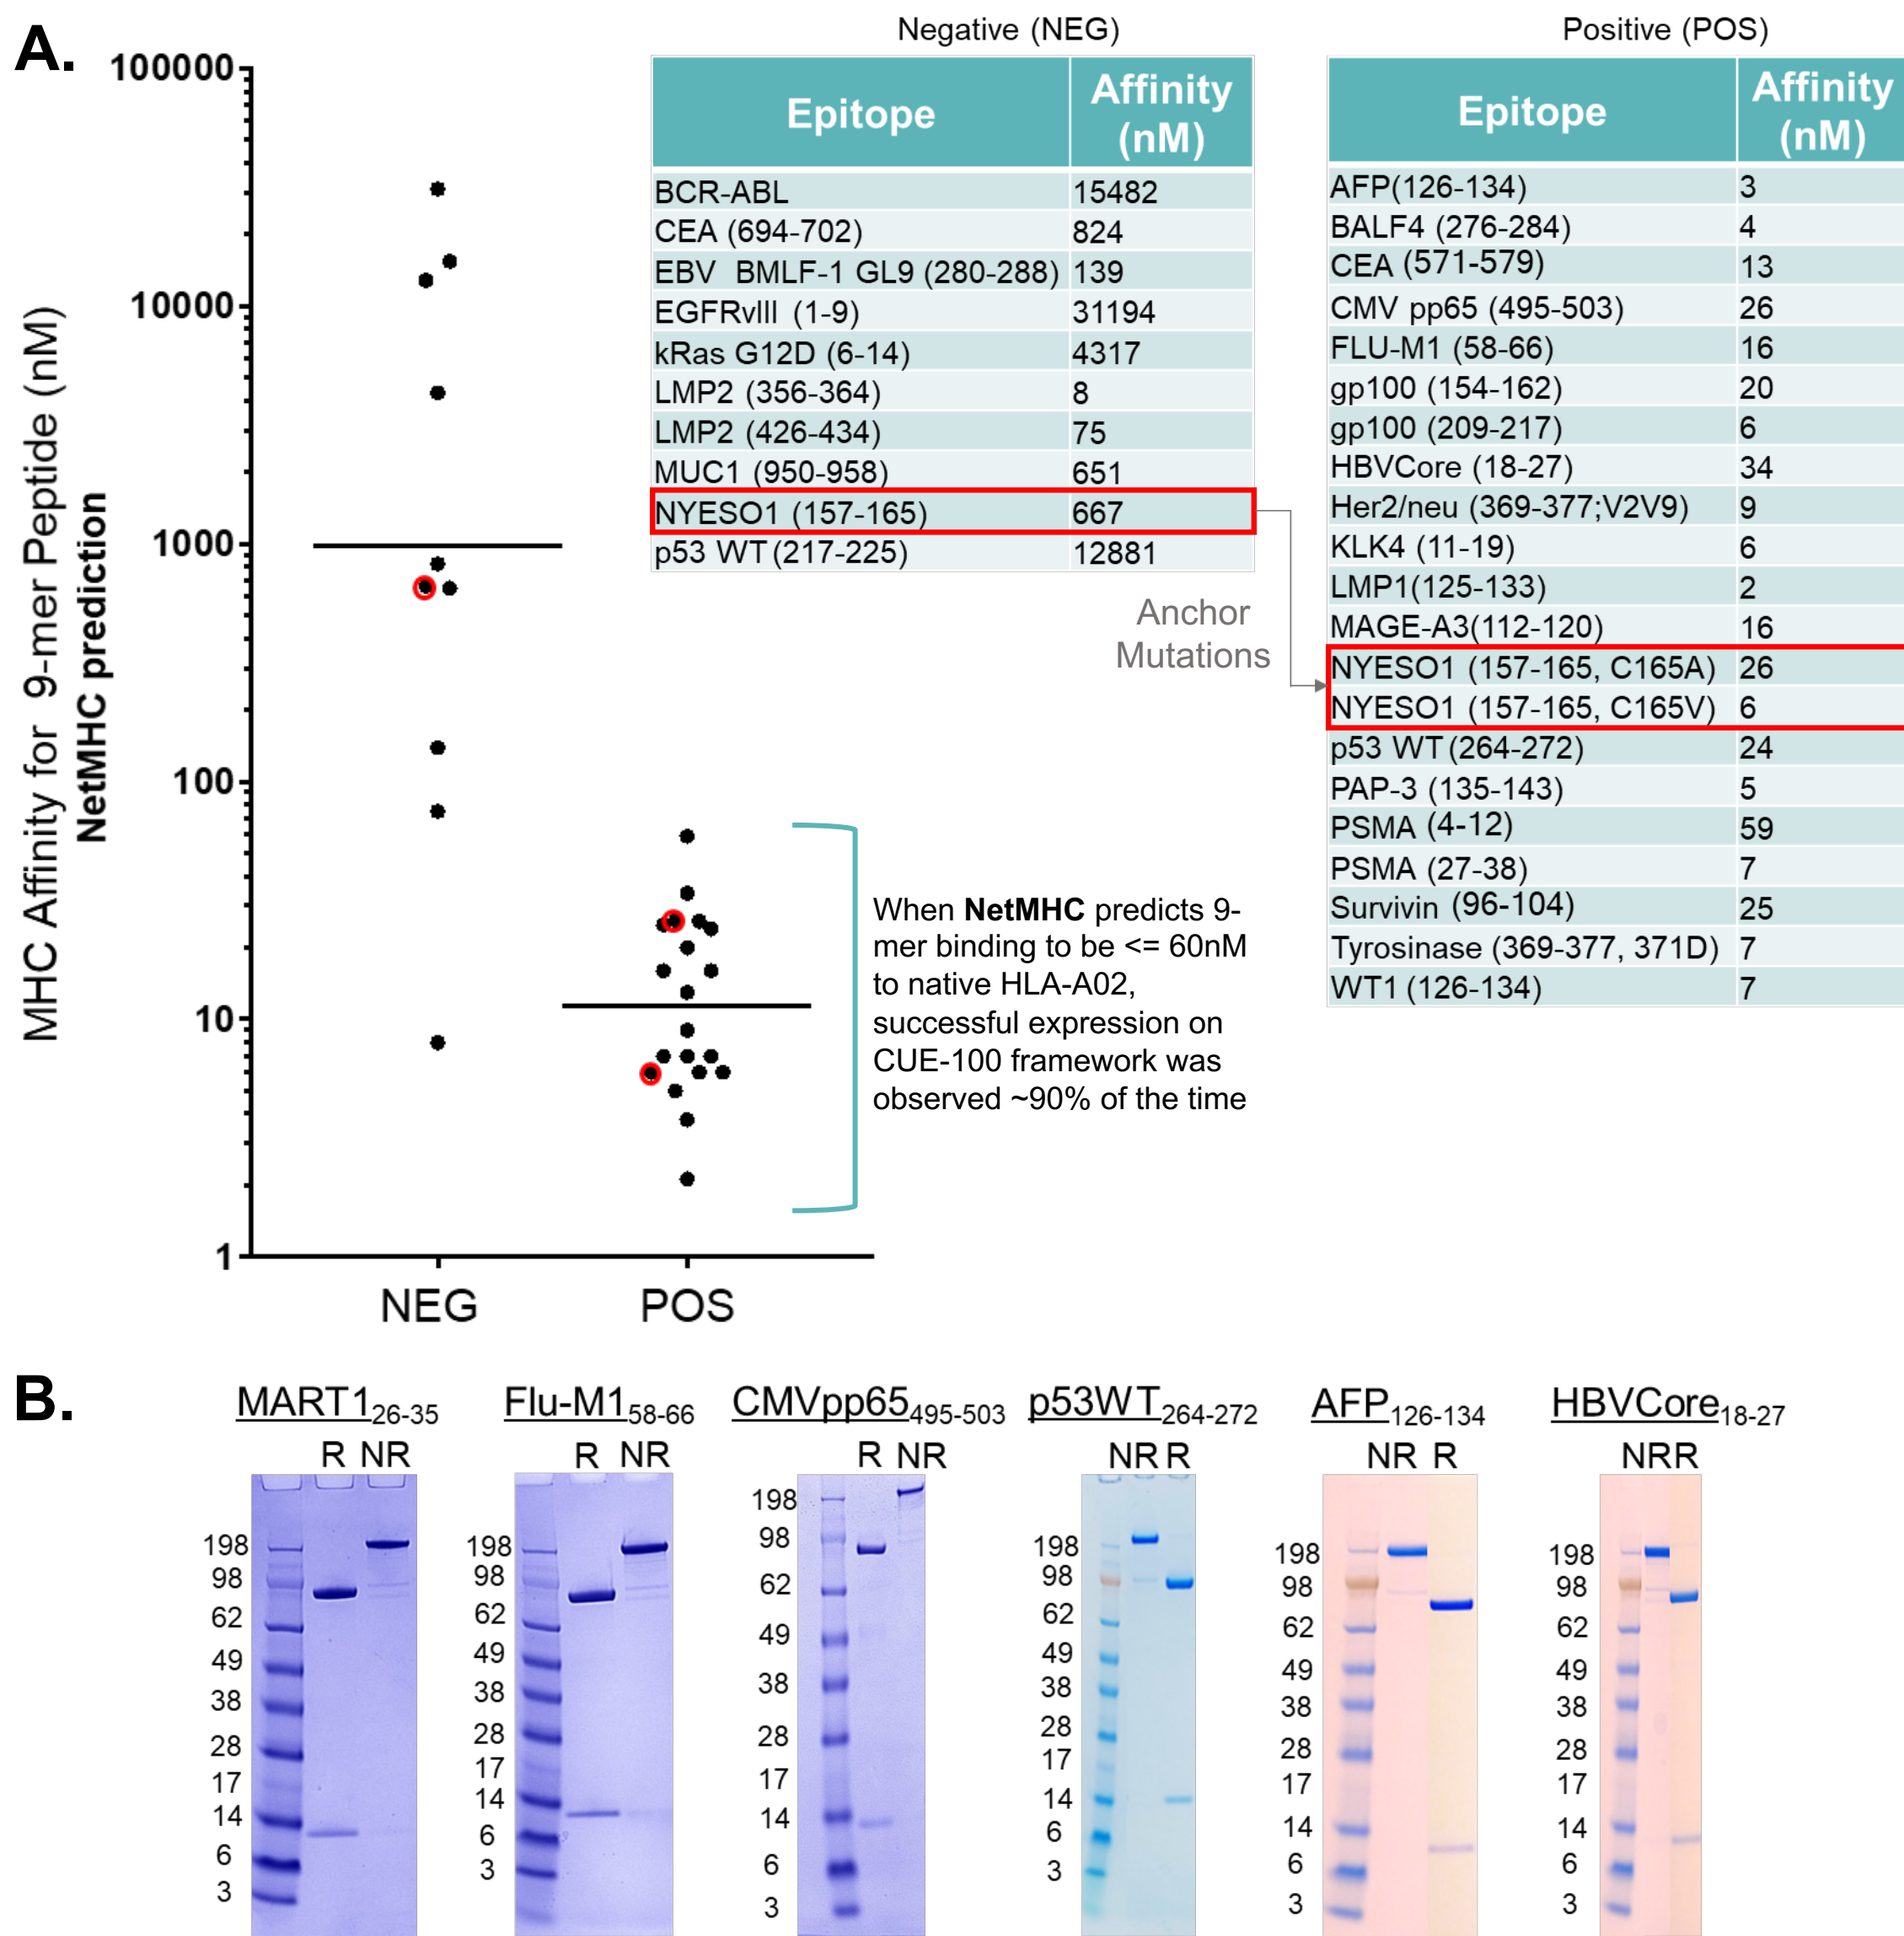 A.
MHC Affinity for 9-mer Peptide (nM)
NetMHC prediction
100000
10000
1000
100
10
1
NEG
POS
Negative (NEG)
Epitope Affinity (nM)
BCR-ABL 15482
CEA (694-702) 824
EBV BMLF-1 GL9 (280-288) 139
EGFRvIII (1-9) 31194
kRas G12D (6-14) 4317
LMP2 (356-364) 8
LMP2 (426-434) 75
MUC1 (950-958) 651
NYESO1 (157-165) 667
p53 WT (217-225) 12881
Anchor
Mutations
Positive (POS)
Epitope Affinity (nM)
AFP(126-134) 3
BALF4 (276-284) 4
CEA (571-579) 13
CMV pp65 (495-503) 26
FLU-M1 (58-66) 16
gp100 (154-162) 20
gp100 (209-217) 6
HBVCore (18-27) 34
Her2/neu (369-377;V2V9) 9
KLK4 (11-19) 6
LMP1(125-133) 2
MAGE-A3(112-120) 16
NYESO1 (157-165, C165A) 26
NYESO1 (157-165, C165V) 6
p53 WT (264-272) 24
PAP-3 (135-143) 5
PSMA (4-12) 59
PSMA (27-38) 7
Survivin (96-104) 25
Tyrosinase (369-377, 371D) 7
WT1 (126-134) 7
When NetMHC predicts 9-
mer binding to be <= 60nM
to native HLA-A02,
successful expression on
CUE-100 framework was
observed ~90% of the time
B.
MART1 26-35
R NR
198
98
62
49
38
28
17
14
6
3
Flu-M1 58-66
R NR
198
98
62
49
38
28
17
14
6
3
CMVpp65 495-503
R NR
198
98
62
49
38
28
17
14
6
3
p53WT 264-272
NR R
198
98
62
49
38
28
17
14
6
3
AFP 126-134
NR R
198
98
62
49
38
28
17
14
6
3
HBVCore 18-27
NR R
198
98
62
49
38
28
17
14
6
3